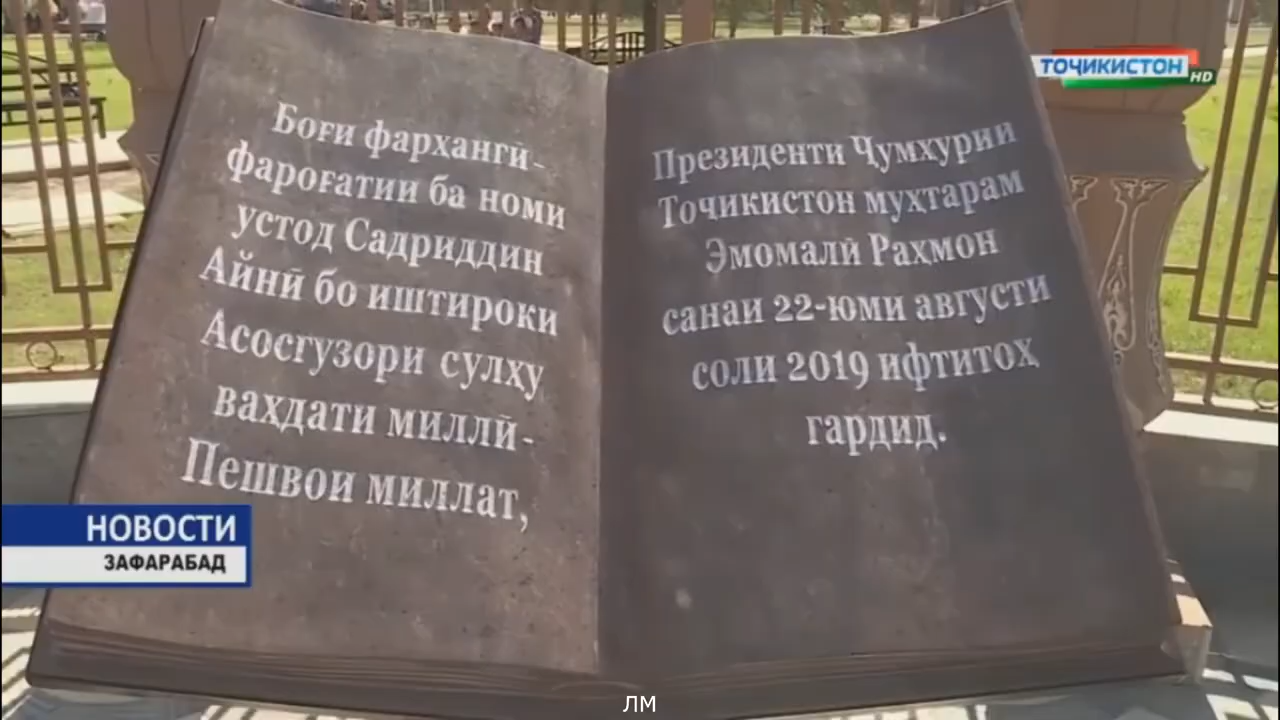 Боғи фарҳангӣ-
фароғатии ба номи
устод Садриддин
Айнӣ бо иштироки
Асосгузори сулҳу
ваҳдати миллӣ-
Пешвои миллат,
Президенти Ҷумҳурии
Тоҷикистон муҳтарам
Эмомалӣ Раҳмон
санаи 22-юми августи
соли 2019 ифтитоҳ
гардид.
ТОҶИКИСТОН HD
НОВОСТИ
ЗАФАРАБАД
ЛМ